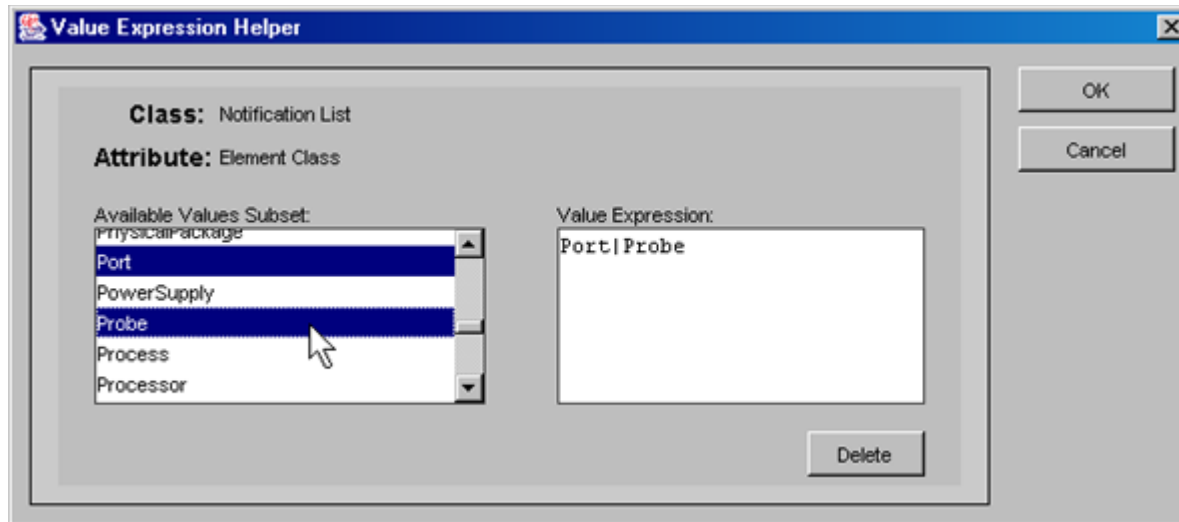 Value Expression Helper
Class: Notification List
Attribute: Element Class
Available Values Subset:
PhysicalPackage
Port
PowerSupply
Probe
Process
Processor
Value Expression:
Port|Probe
Delete
OK
Cancel